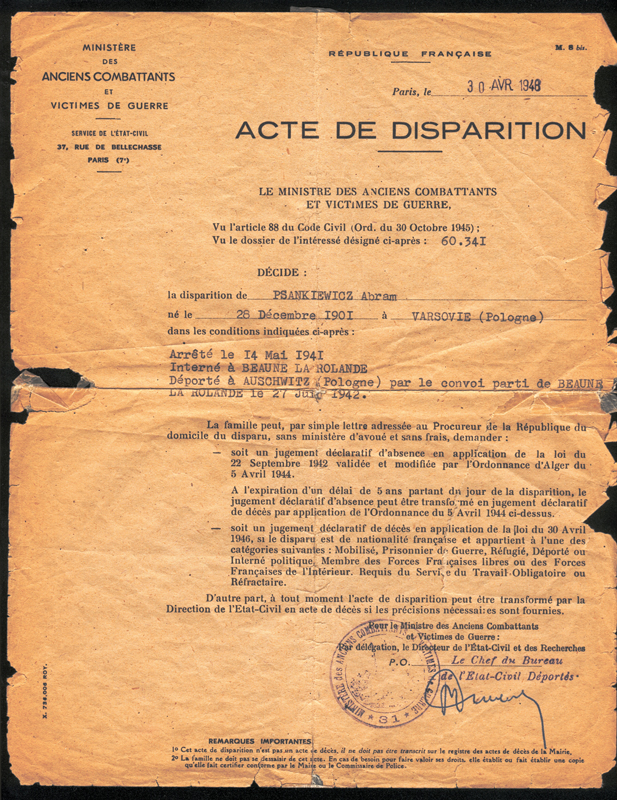 MINISTÈRE
DES
ANCIENS COMBATTANTS
ET
VICTIMES DE GUERRE
SERVICE DE L'ÉTAT-CIVIL
37, RUE DE BELLECHASSE
PARIS (7e)
RÉPUBLIQUE FRANÇAISE
M. 6 bis.
Paris, le 30 AVR 1948
ACTE DE DISPARITION
LE MINISTRE DES ANCIENS COMBATTANTS
ET VICTIMES DE GUERRE,
Vu l'article 88 du Code Civil (Ord. du 30 Octobre 1945) ;
Vu le dossier de l'intéressé désigné ci-après : 60.341
DÉCIDE :
la disparition de PSANKIEWICZ Abram
né le 28 Décembre 1901 à VARSOVIE (Pologne)
dans les conditions indiquées ci-après :
Arrêté le 14 Mai 1941
Interné à BEAUNE LA ROLANDE
Déporté à AUSCHWITZ (Pologne) par le convoi parti de BEAUNE
LA ROLANDE le 27 Juin 1942.
La famille peut, par simple lettre adressée au Procureur de la République du
domicile du disparu, sans ministère d'avoué et sans frais, demander :
— soit un jugement déclaratif d'absence en application de la loi du
22 Septembre 1942 validée et modifiée par l'Ordonnance d'Alger du
5 Avril 1944.
A l'expiration d'un délai de 5 ans partant du jour de la disparition, le
jugement déclaratif d'absence peut être transformé en jugement déclaratif
de décès par application de l'Ordonnance du 5 Avril 1944 ci-dessus.
— soit un jugement déclaratif de décès en application de la loi du 30 Avril
1946, si le disparu est de nationalité française et appartient à l'une des
catégories suivantes : Mobilisé, Prisonnier de Guerre, Réfugié, Déporté ou
Interné politique, Membre des Forces Françaises libres ou des Forces
Françaises de l'Intérieur. Requis du Service du Travail Obligatoire ou
Réfractaire.
D'autre part, à tout moment l'acte de disparition peut être transformé par la
Direction de l'Etat-Civil en acte de décès si les précisions nécessaires sont fournies.
Pour le Ministre des Anciens Combattants
et Victimes de Guerre :
Par délégation, le Directeur de l'État-Civil et des Recherches
P.O. Le Chef du Bureau
de l'Etat-Civil Déportés
MINISTÈRE des ANCIENS COMBATTANTS VICTIMES GUERRE
★ 31 ★
X. 738.006 ROY.
REMARQUES IMPORTANTES
1° Cet acte de disparition n'est pas un acte de décès, il ne doit pas être transcrit sur le registre des actes de décès de la Mairie,
2° La famille ne doit pas se dessaisir de cet acte. En cas de besoin pour faire valoir ses droits, elle établit ou fait établir une copie
qu'elle fait certifier conforme par le Maire ou le Commissaire de Police.